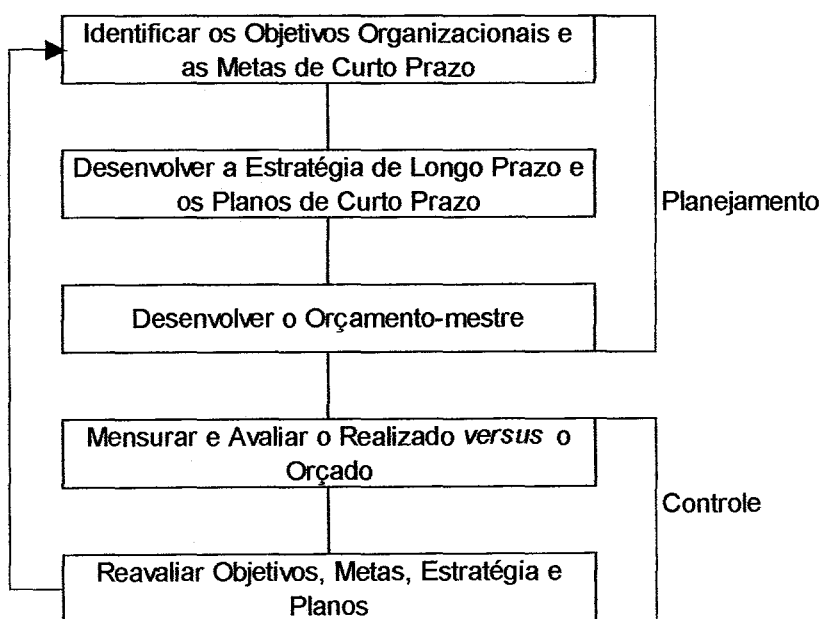 Identificar os Objetivos Organizacionais e
as Metas de Curto Prazo
Desenvolver a Estratégia de Longo Prazo e
os Planos de Curto Prazo
Planejamento
Desenvolver o Orçamento-mestre
Mensurar e Avaliar o Realizado versus o
Orçado
Controle
Reavaliar Objetivos, Metas, Estratégia e
Planos